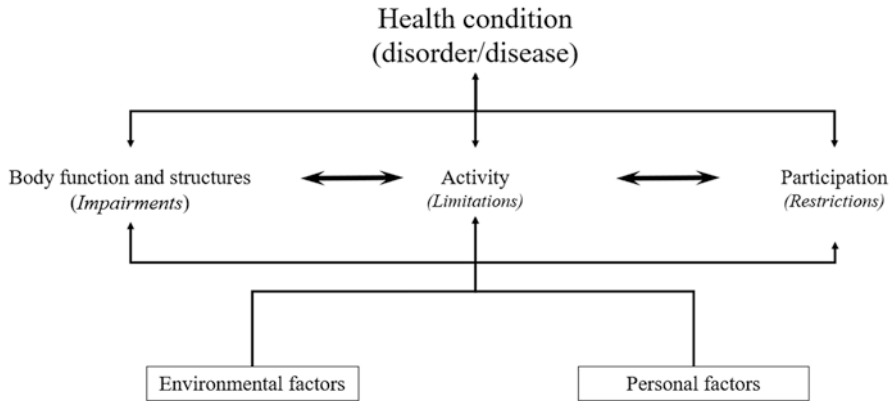 Health condition
(disorder/disease)
Body function and structures
(Impairments)
Activity
(Limitations)
Participation
(Restrictions)
Environmental factors
Personal factors